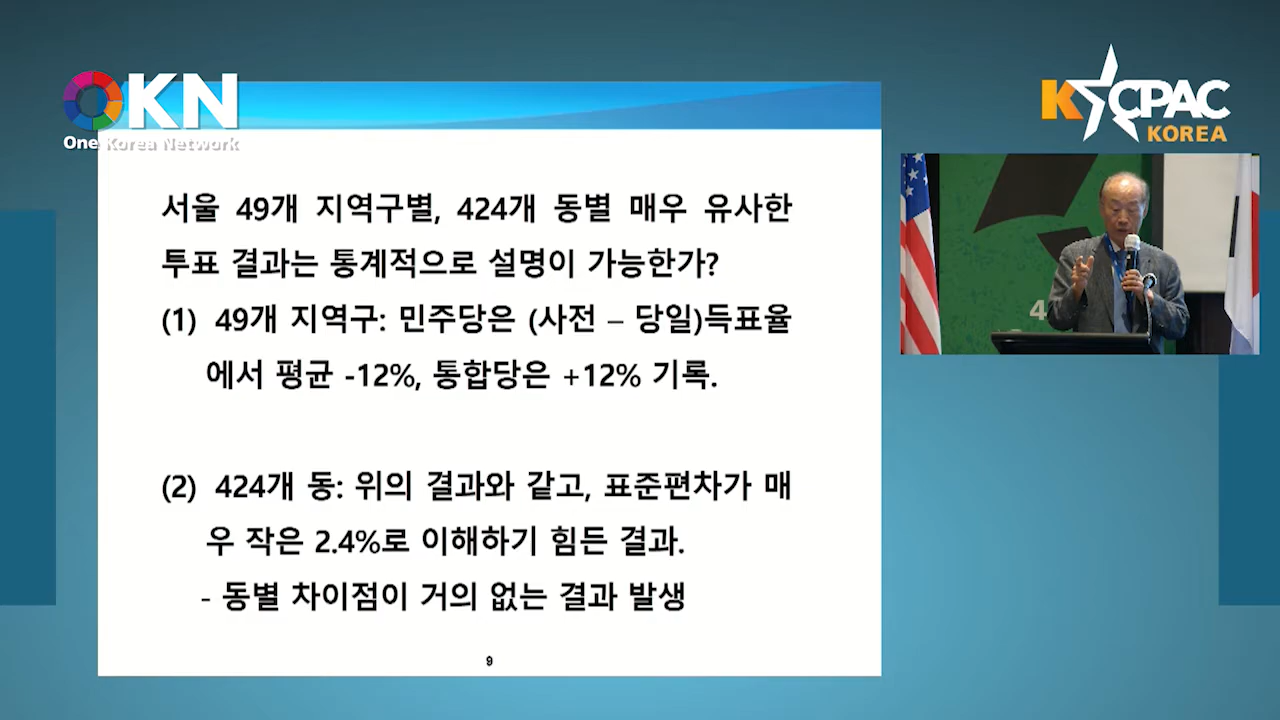 OKN
One Korea Network
KCPAC
KOREA
서울 49개 지역구별, 424개 동별 매우 유사한
투표 결과는 통계적으로 설명이 가능한가?
(1) 49개 지역구: 민주당은 (사전 – 당일)득표율
에서 평균 -12%, 통합당은 +12% 기록.
(2) 424개 동: 위의 결과와 같고, 표준편차가 매
우 작은 2.4%로 이해하기 힘든 결과.
- 동별 차이점이 거의 없는 결과 발생
9
4